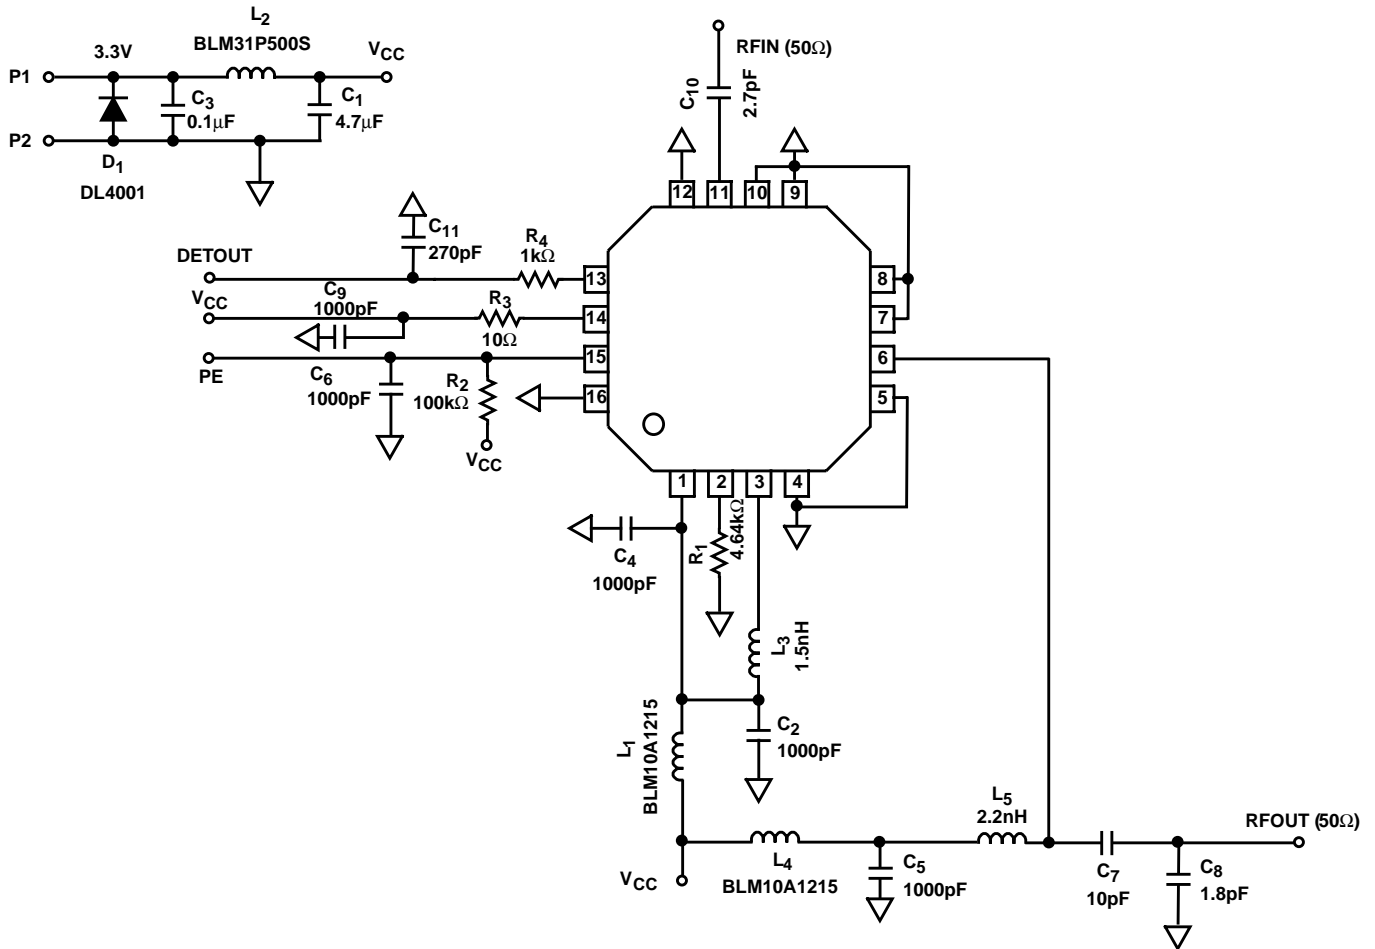 L2
BLM31P500S
3.3V
VCC
P1
C3
0.1μF
C1
4.7μF
P2
D1
DL4001
RFIN (50Ω)
C10
2.7pF
12
11
10
9
C11
270pF
R4
1kΩ
DETOUT
13
8
VCC
C9
1000pF
R3
10Ω
14
7
PE
15
6
C6
1000pF
R2
100kΩ
VCC
16
5
1
2
3
4
C4
1000pF
R1
4.64kΩ
L3
1.5nH
L1
BLM10A1215
C2
1000pF
L5
2.2nH
RFOUT (50Ω)
VCC
L4
BLM10A1215
C5
1000pF
C7
10pF
C8
1.8pF